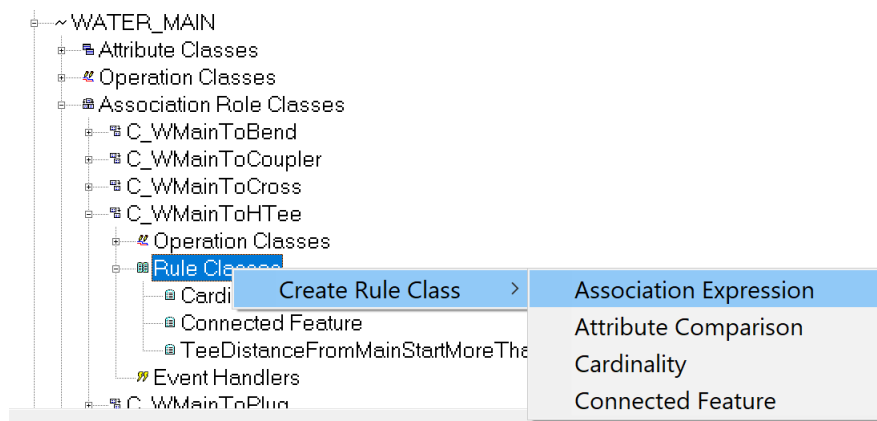 WATER_MAIN
Attribute Classes
Operation Classes
Association Role Classes
C_WMainToBend
C_WMainToCoupler
C_WMainToCross
C_WMainToHTee
Operation Classes
Rule Classes
Create Rule Class
Association Expression
Cardi
Attribute Comparison
Connected Feature
Cardinality
TeeDistanceFromMainStartMoreTha
Event Handlers
Connected Feature
C_WMainToPlug